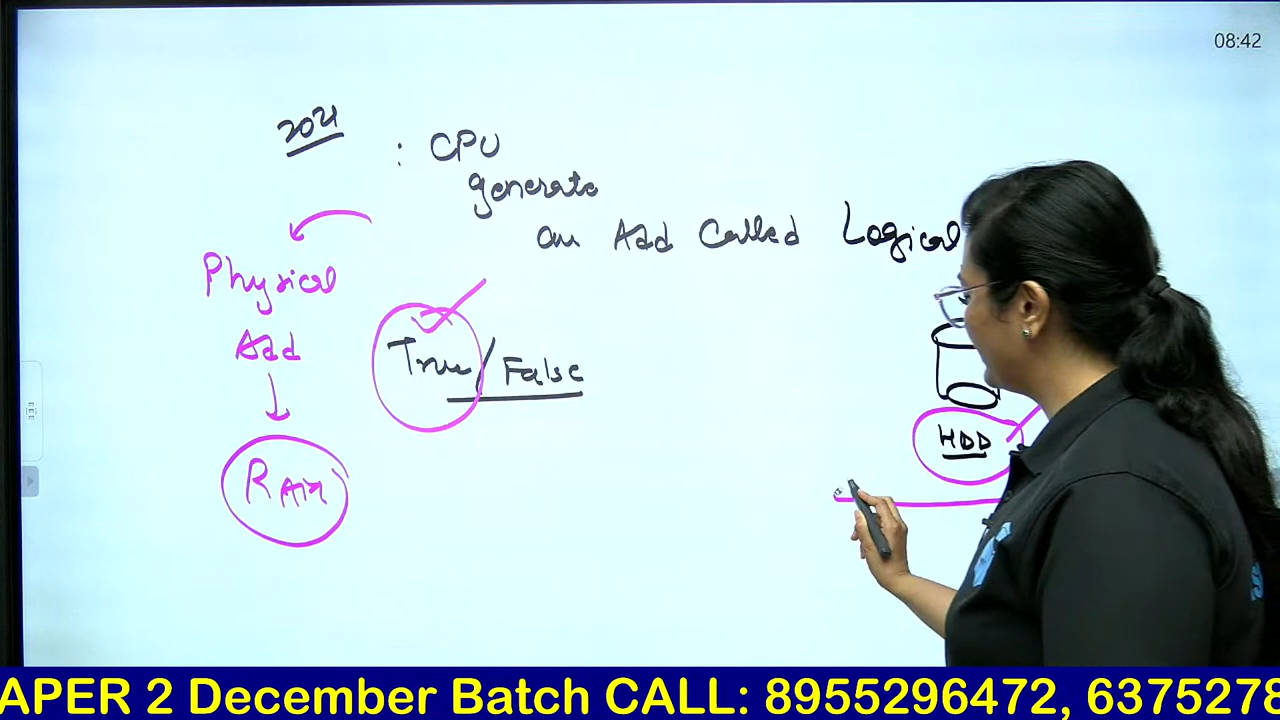 08:42
2021
: CPU
generate
an Add Called Logical
Physical
Add
True/False
RAM
HDD
APER 2 December Batch CALL: 8955296472, 6375278